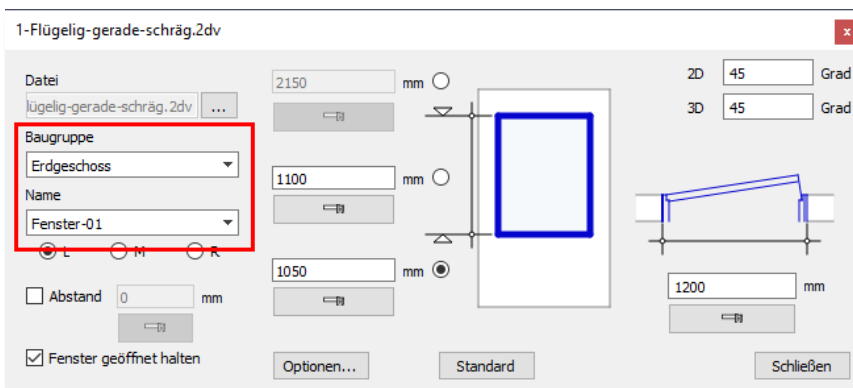 1-Flügelig-gerade-schräg.2dv
x
Datei
lügelig-gerade-schräg.2dv ...
Baugruppe
Erdgeschoss
Name
Fenster-01
L M R
Abstand 0 mm
Fenster geöffnet halten
2150 mm
1100 mm
1050 mm
Optionen...
Standard
2D 45 Grad
3D 45 Grad
1200 mm
Schließen